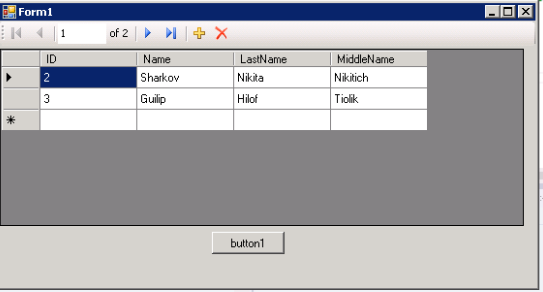 Form1
1 of 2
ID Name LastName MiddleName
2 Sharkov Nikita Nikitich
3 Guilip Hilof Tiolik
button1